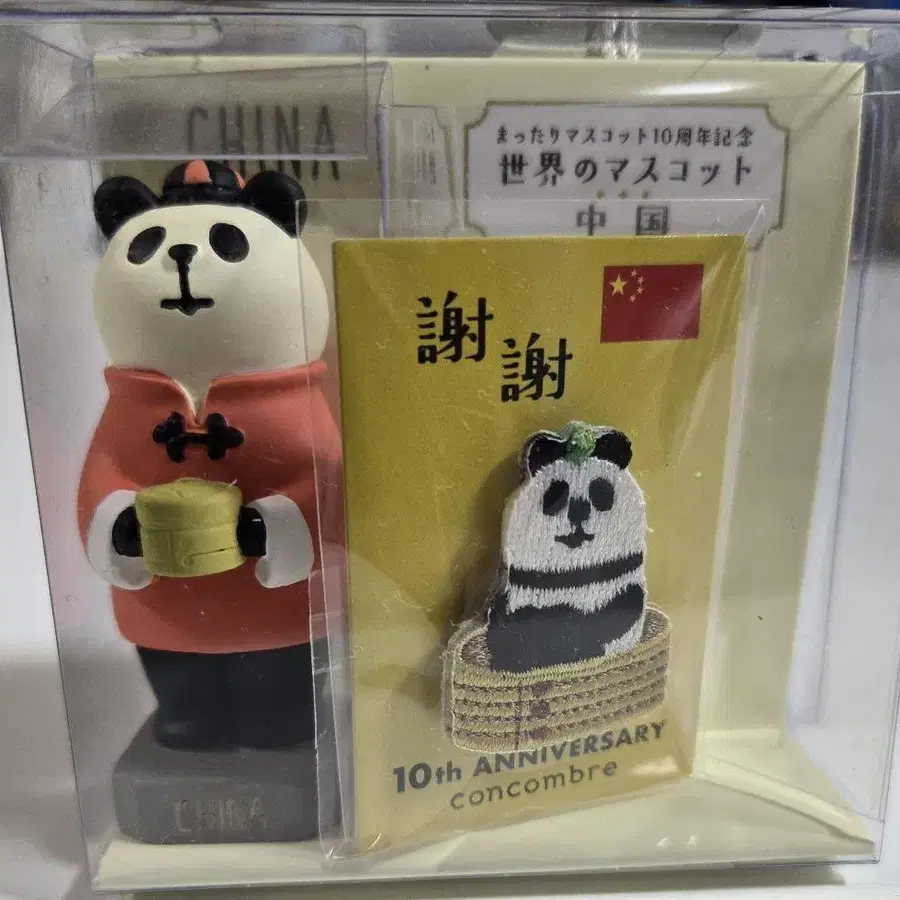 CHINA
まったりマスコット10周年記念
世界のマスコット
中国
謝
謝
10th ANNIVERSARY
concombre
CHINA